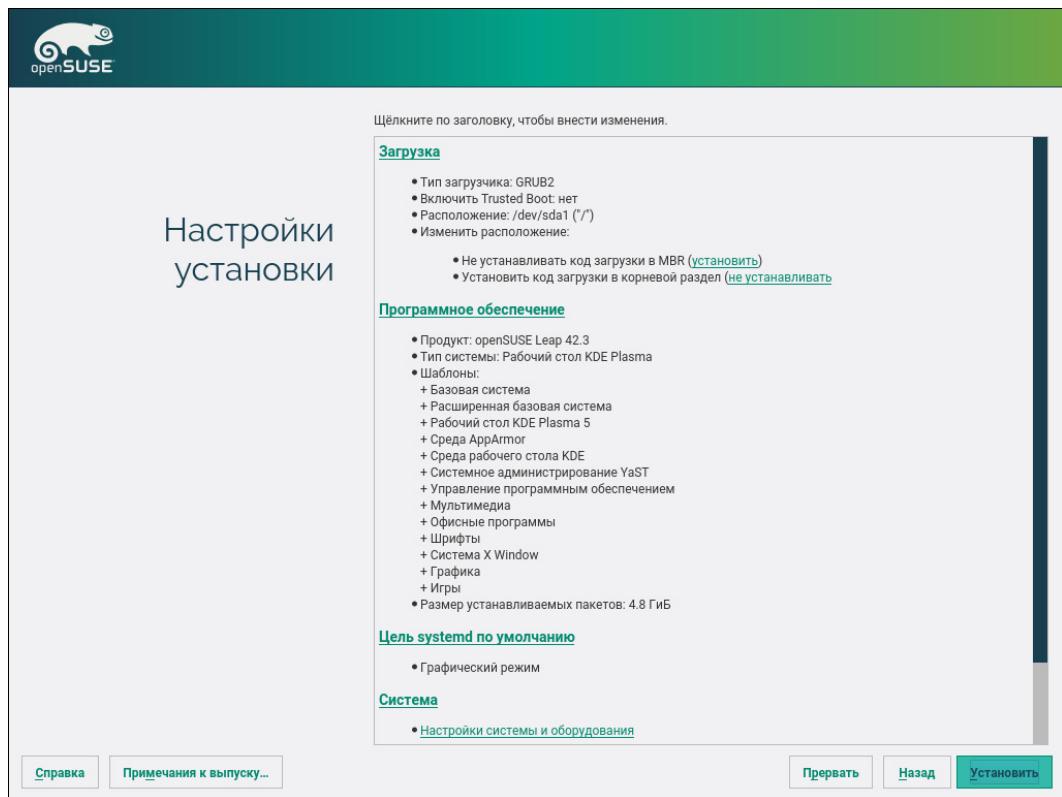 openSUSE
Щёлкните по заголовку, чтобы внести изменения.
Настройки
установки
Загрузка
● Тип загрузчика: GRUB2
● Включить Trusted Boot: нет
● Расположение: /dev/sda1 ("/")
● Изменить расположение:
● Не устанавливать код загрузки в MBR (установить)
● Установить код загрузки в корневой раздел (не устанавливать
Программное обеспечение
● Продукт: openSUSE Leap 42.3
● Тип системы: Рабочий стол KDE Plasma
● Шаблоны:
+ Базовая система
+ Расширенная базовая система
+ Рабочий стол KDE Plasma 5
+ Среда AppArmor
+ Среда рабочего стола KDE
+ Системное администрирование YaST
+ Управление программным обеспечением
+ Мультимедиа
+ Офисные программы
+ Шрифты
+ Система X Window
+ Графика
+ Игры
● Размер устанавливаемых пакетов: 4.8 ГиБ
Цель systemd по умолчанию
● Графический режим
Система
● Настройки системы и оборудования
Справка
Примечания к выпуску...
Прервать
Назад
Установить